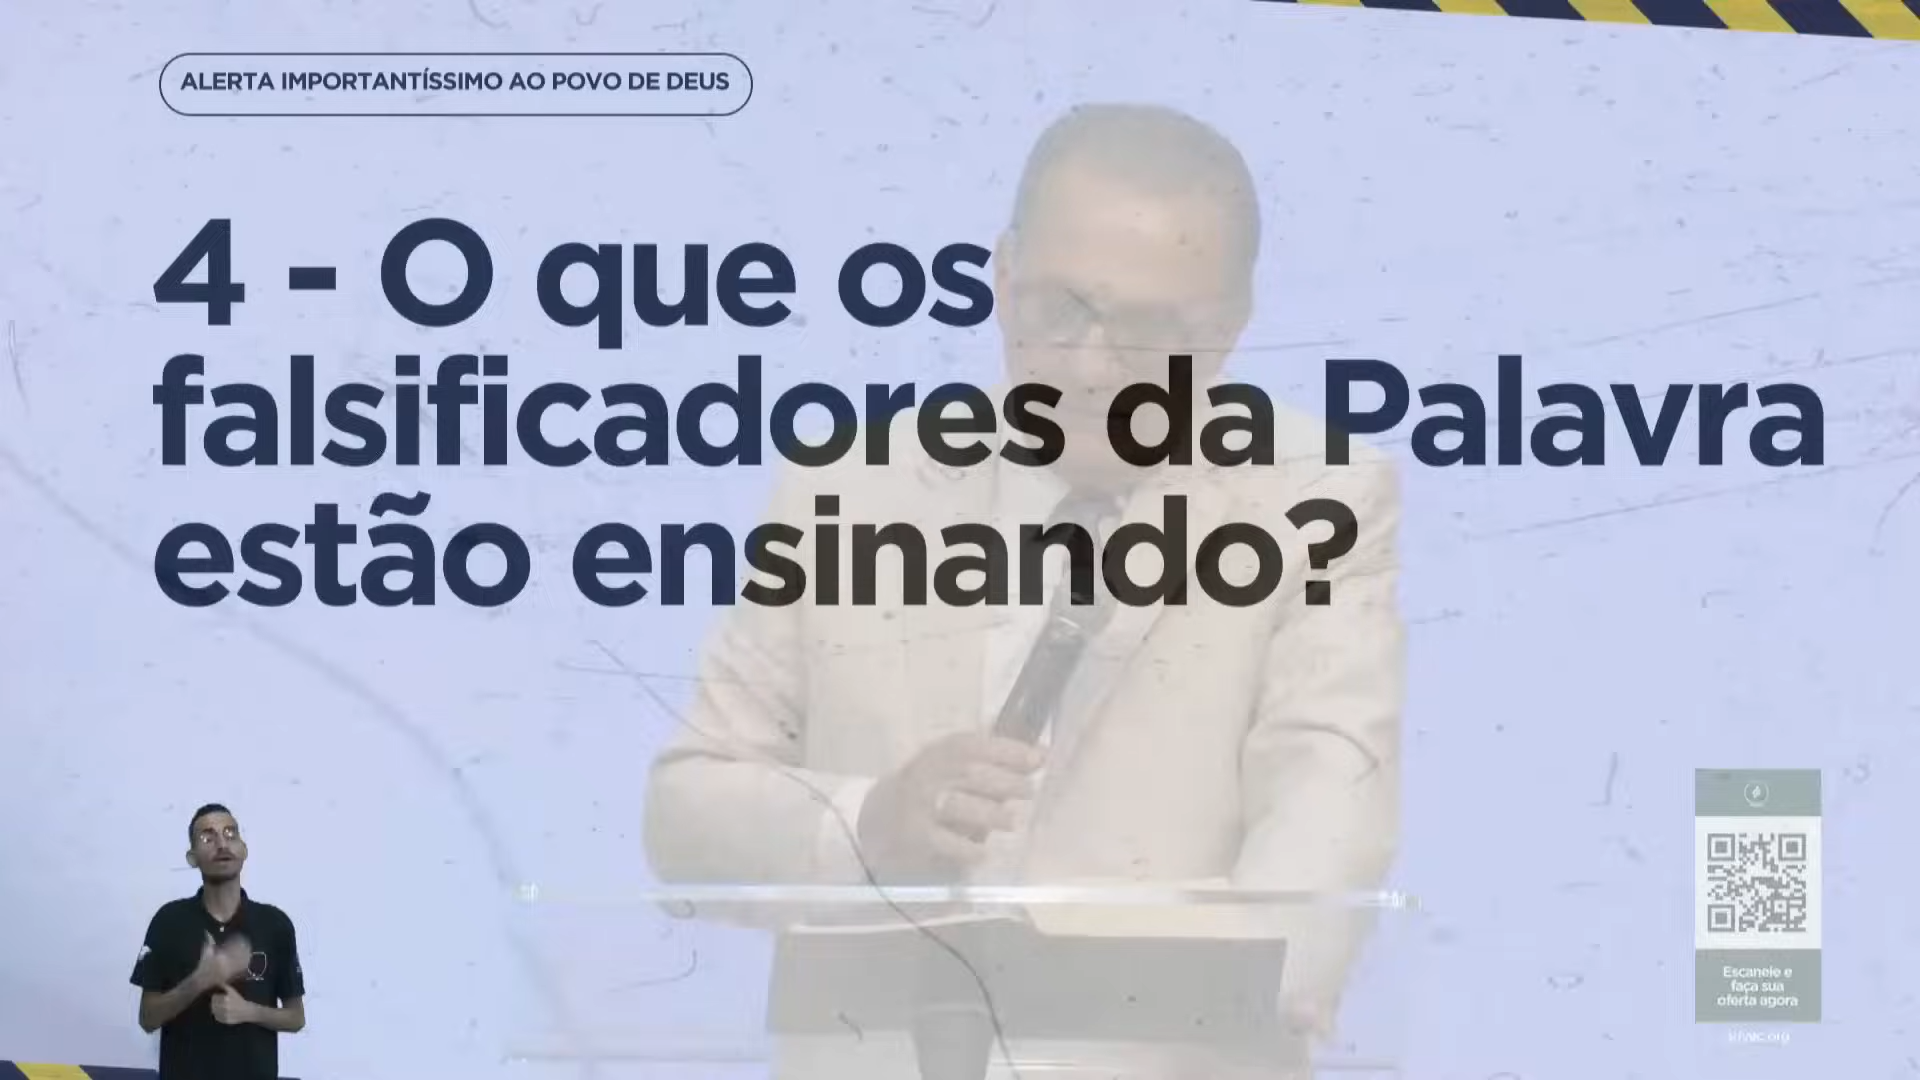 ALERTA IMPORTANTÍSSIMO AO POVO DE DEUS
4 - O que os
falsificadores da Palavra
estão ensinando?
Escaneie e
faça sua
oferta agora